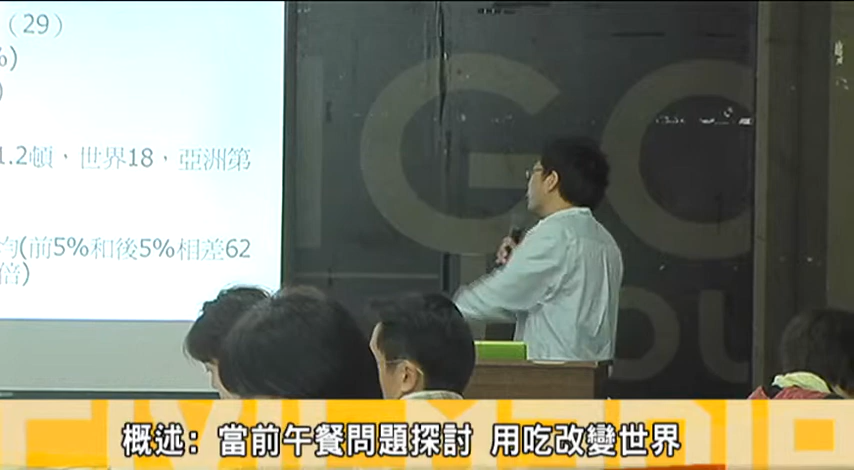 （29）
%)
)
1.2頓，世界18，亞洲第
均(前5%和後5%相差62
倍)
概述：當前午餐問題探討 用吃改變世界